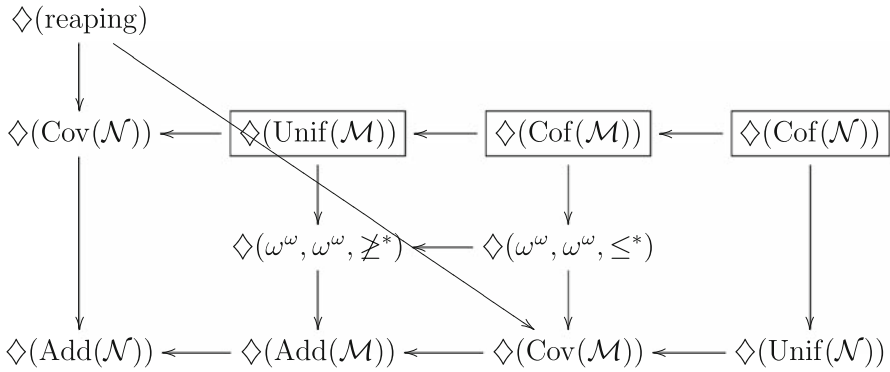 ◇(reaping)
◇(Cov(𝒩)) ◇(Unif(ℳ)) ◇(Cof(ℳ)) ◇(Cof(𝒩))
◇(ω^ω, ω^ω, ≱*) ◇(ω^ω, ω^ω, ≤*)
◇(Add(𝒩)) ◇(Add(ℳ)) ◇(Cov(ℳ)) ◇(Unif(𝒩))